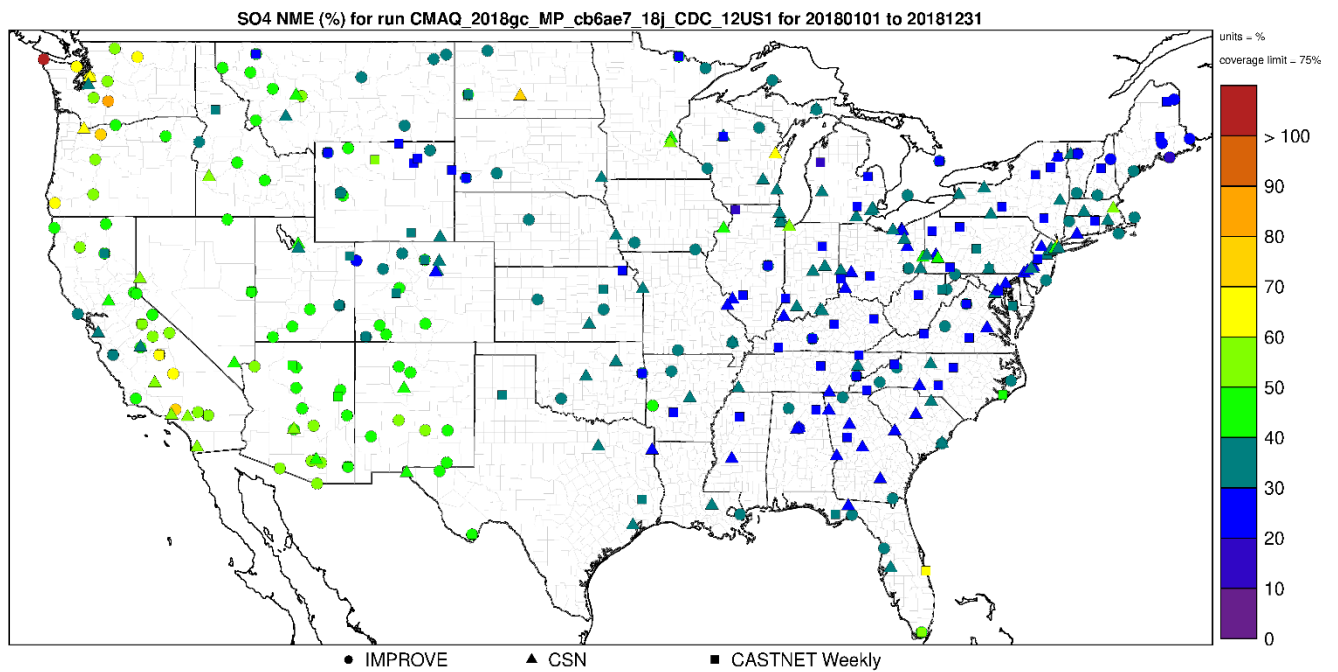 SO4 NME (%) for run CMAQ_2018gc_MP_cb6ae7_18j_CDC_12US1 for 20180101 to 20181231
units = %
coverage limit = 75%
> 100
90
80
70
60
50
40
30
20
10
0
IMPROVE
CSN
CASTNET Weekly